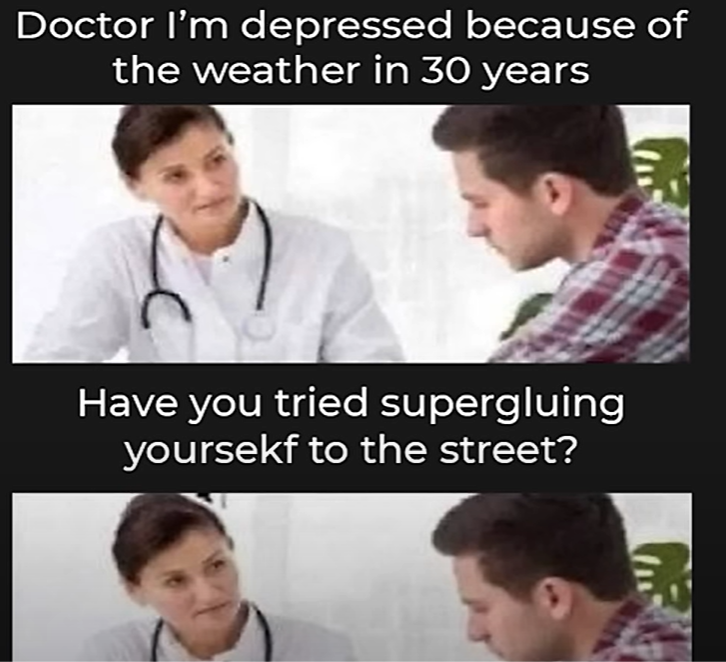 Doctor I’m depressed because of
the weather in 30 years
Have you tried supergluing
yoursekf to the street?